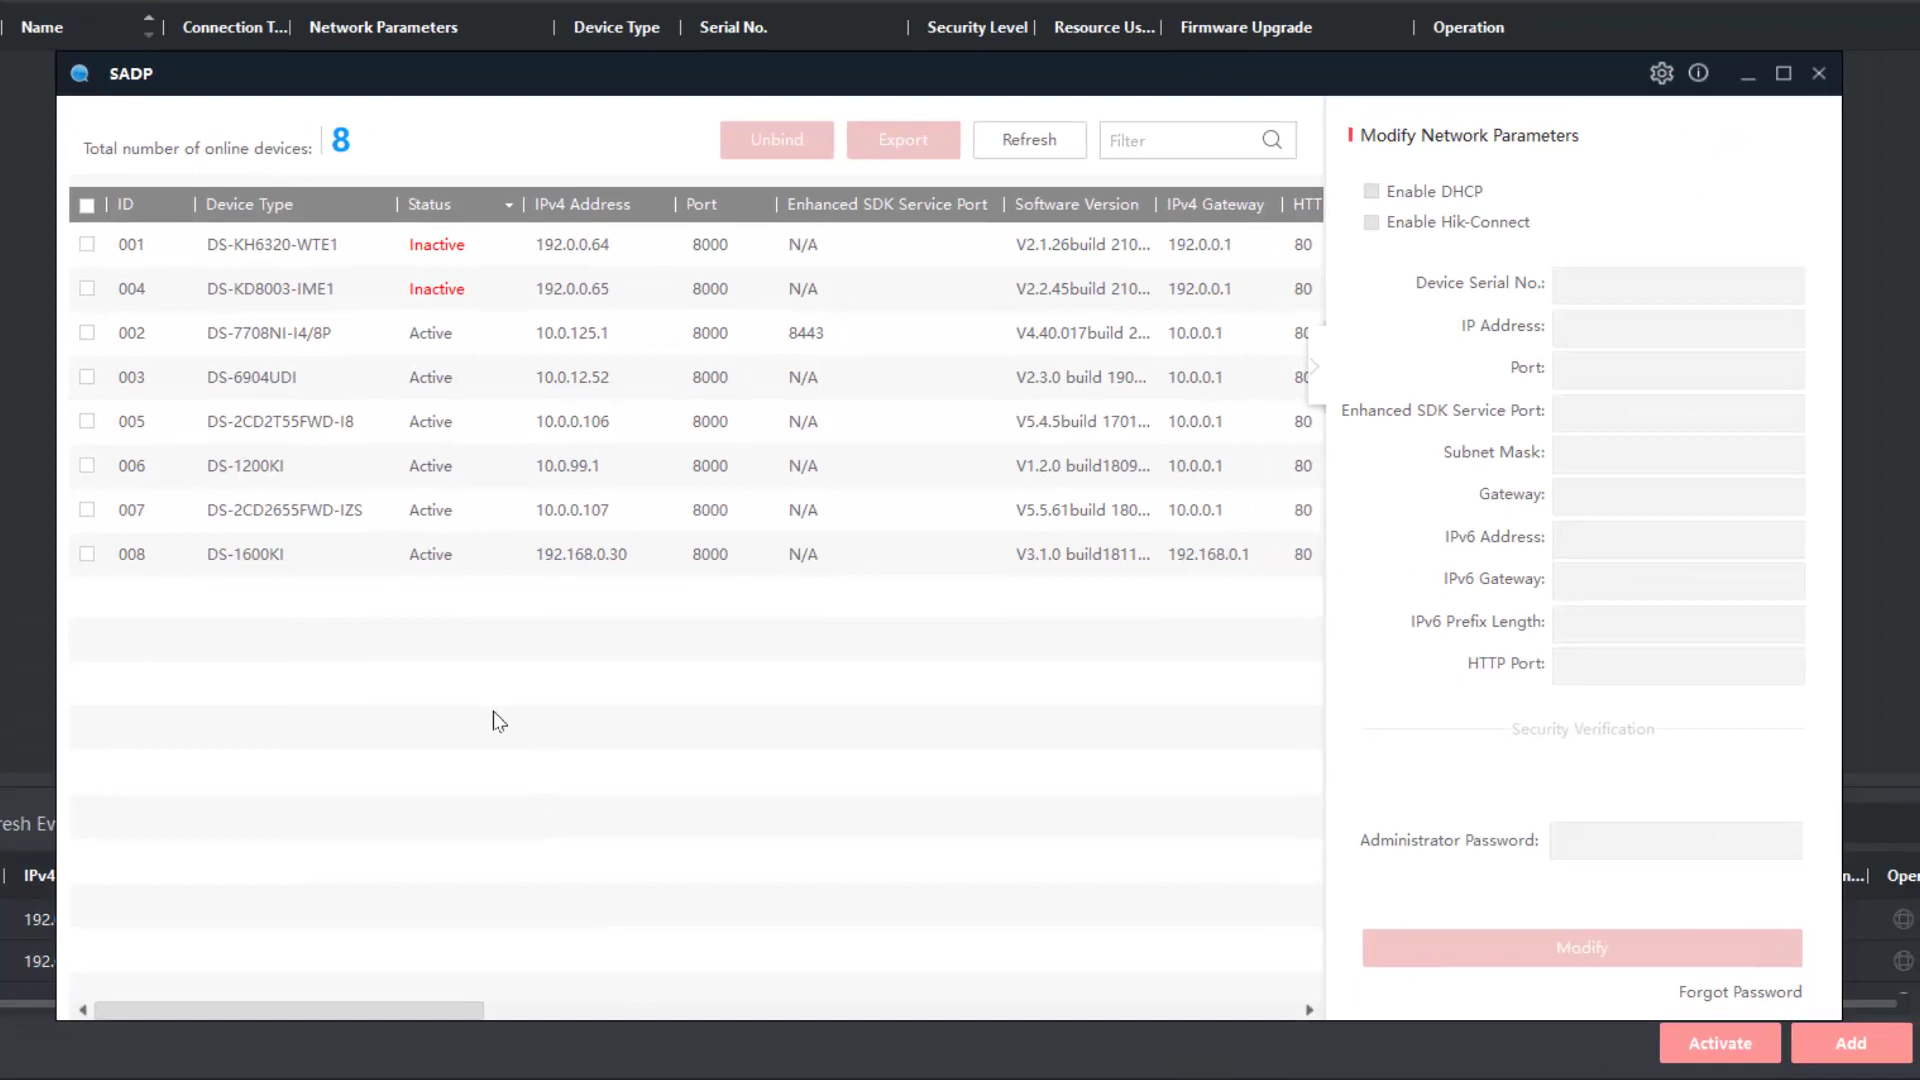 Name | Connection T... | Network Parameters | Device Type | Serial No. | Security Level | Resource Us... | Firmware Upgrade | Operation
SADP
Total number of online devices: 8
Unbind Export Refresh Filter
ID | Device Type | Status | IPv4 Address | Port | Enhanced SDK Service Port | Software Version | IPv4 Gateway | HTT
001 DS-KH6320-WTE1 Inactive 192.0.0.64 8000 N/A V2.1.26build 210... 192.0.0.1 80
004 DS-KD8003-IME1 Inactive 192.0.0.65 8000 N/A V2.2.45build 210... 192.0.0.1 80
002 DS-7708NI-I4/8P Active 10.0.125.1 8000 8443 V4.40.017build 2... 10.0.0.1 80
003 DS-6904UDI Active 10.0.12.52 8000 N/A V2.3.0 build 190... 10.0.0.1 80
005 DS-2CD2T55FWD-I8 Active 10.0.0.106 8000 N/A V5.4.5build 1701... 10.0.0.1 80
006 DS-1200KI Active 10.0.99.1 8000 N/A V1.2.0 build1809... 10.0.0.1 80
007 DS-2CD2655FWD-IZS Active 10.0.0.107 8000 N/A V5.5.61build 180... 10.0.0.1 80
008 DS-1600KI Active 192.168.0.30 8000 N/A V3.1.0 build1811... 192.168.0.1 80
Modify Network Parameters
Enable DHCP
Enable Hik-Connect
Device Serial No.:
IP Address:
Port:
Enhanced SDK Service Port:
Subnet Mask:
Gateway:
IPv6 Address:
IPv6 Gateway:
IPv6 Prefix Length:
HTTP Port:
Security Verification
Administrator Password:
Modify
Forgot Password
resh Ev
| IPv4
192.
192.
n...| Oper
Activate Add